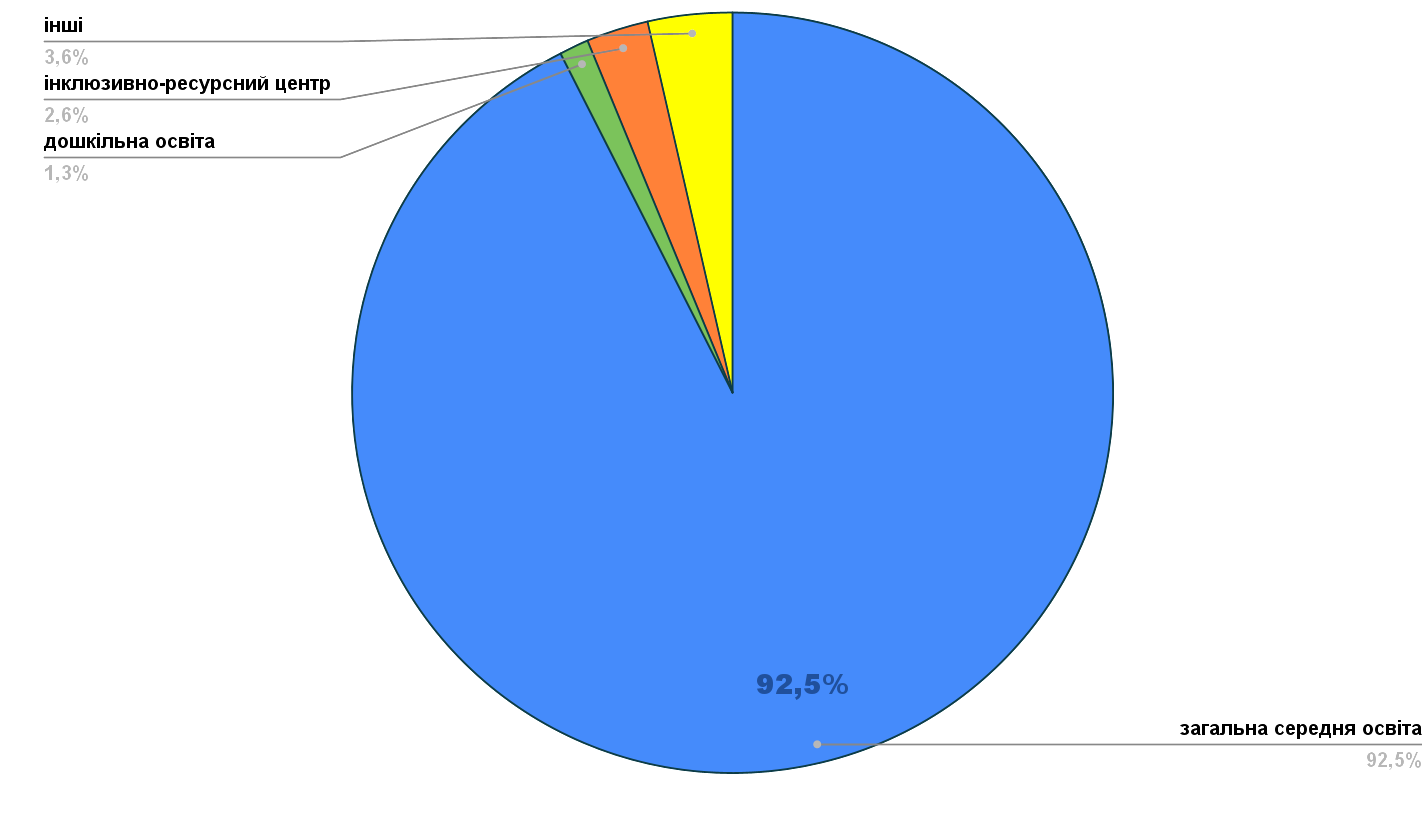 інші
3,6%
інклюзивно-ресурсний центр
2,6%
дошкільна освіта
1,3%
92,5%
загальна середня освіта
92,5%